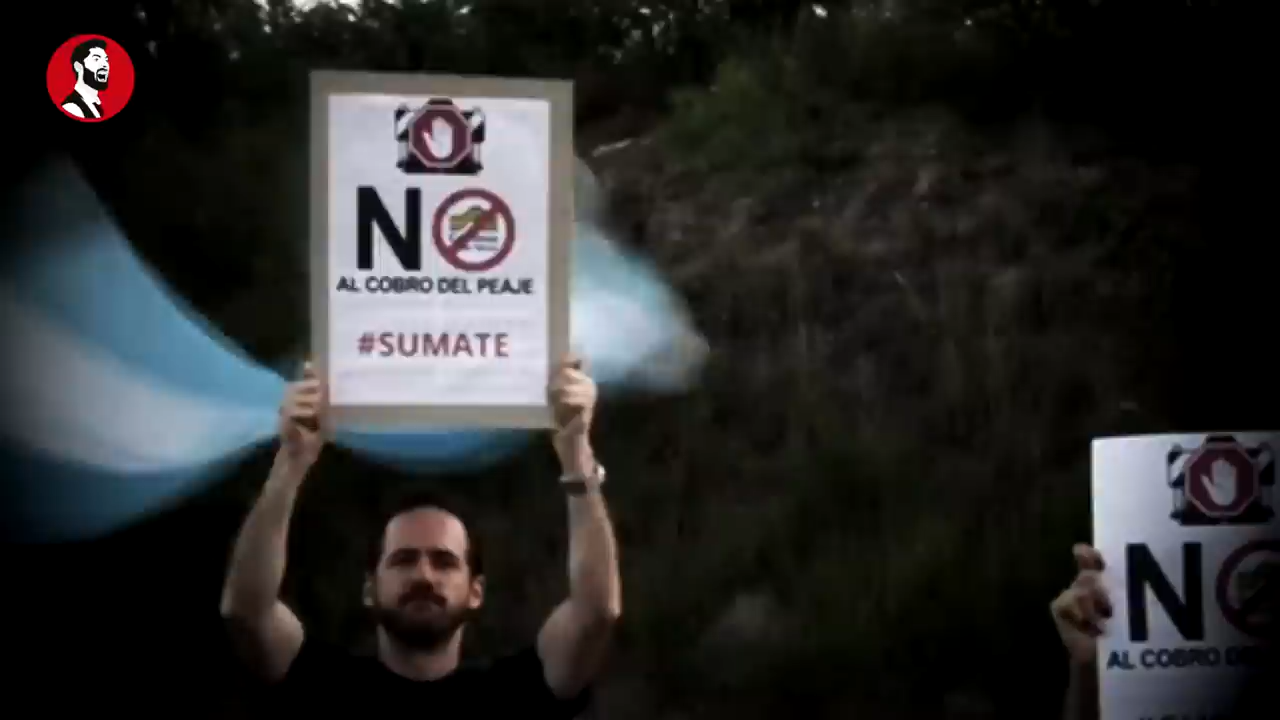 NO
AL COBRO DEL PEAJE
#SUMATE
N
AL COBRO